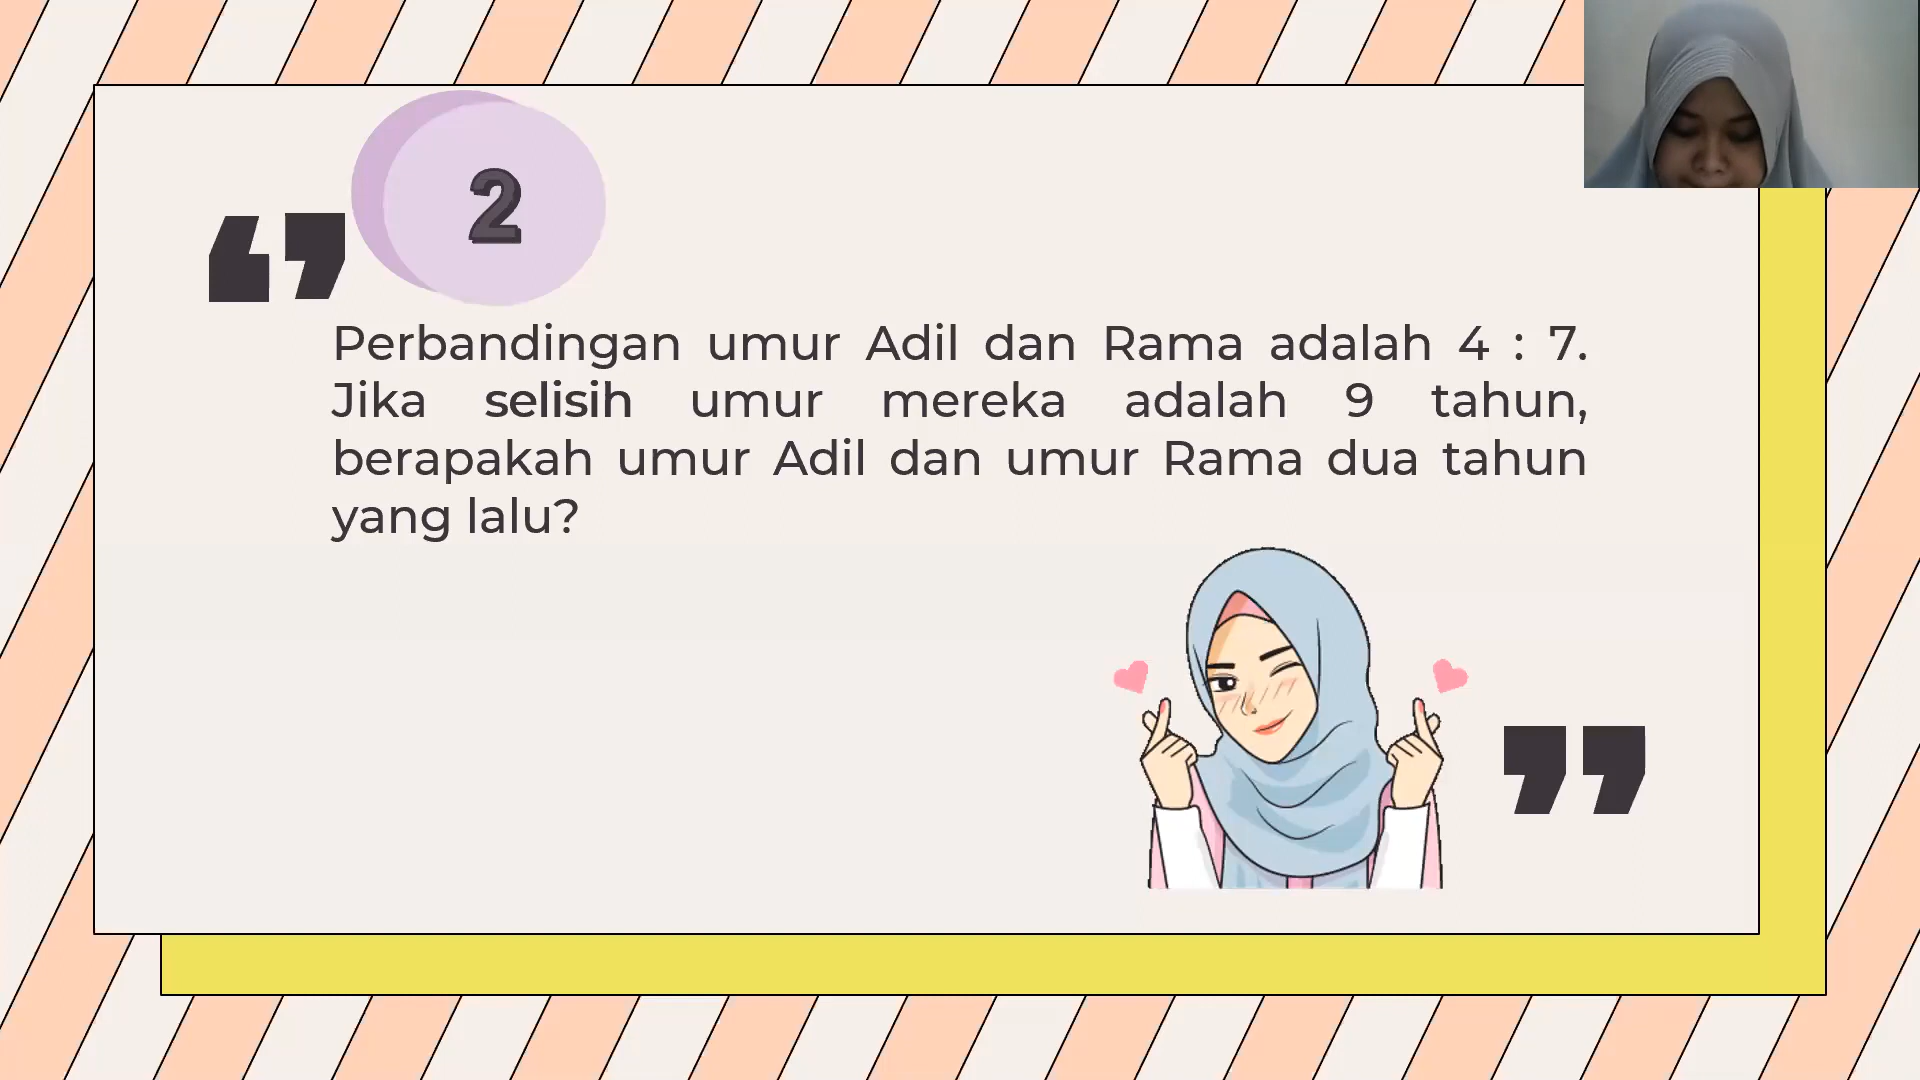 2
Perbandingan umur Adil dan Rama adalah 4 : 7.
Jika selisih umur mereka adalah 9 tahun,
berapakah umur Adil dan umur Rama dua tahun
yang lalu?